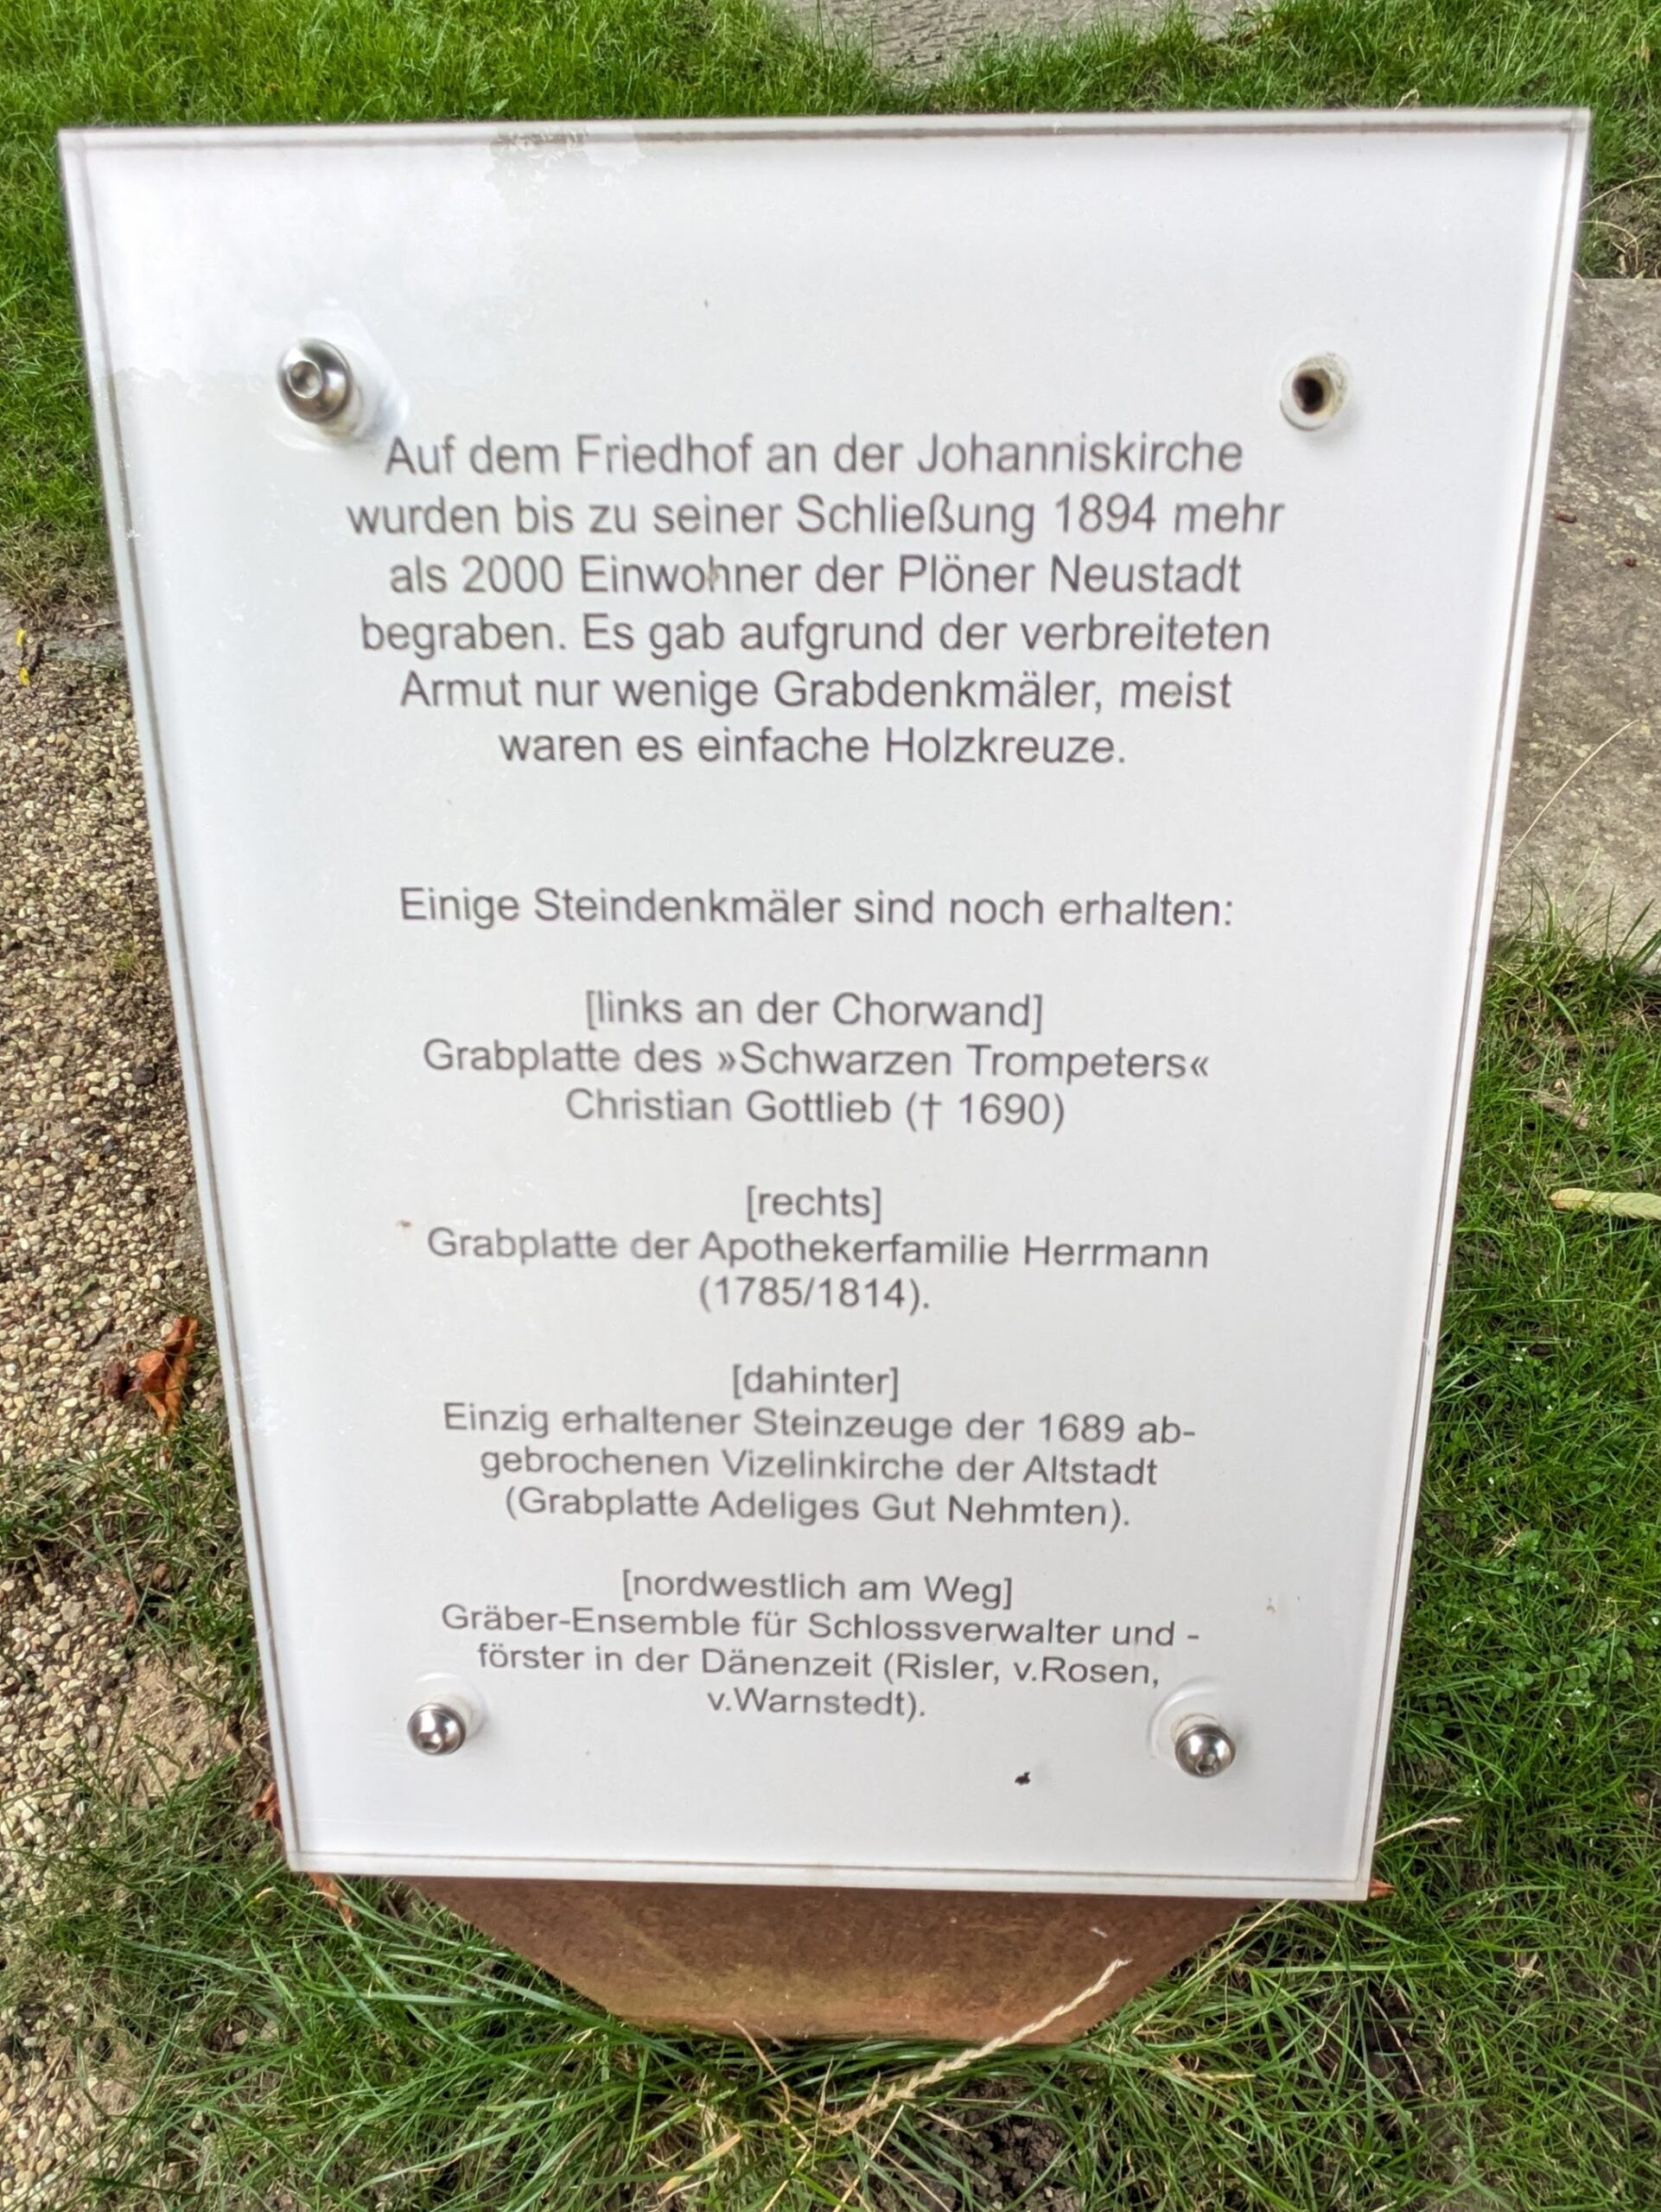 Auf dem Friedhof an der Johanniskirche
wurden bis zu seiner Schließung 1894 mehr
als 2000 Einwohner der Plöner Neustadt
begraben. Es gab aufgrund der verbreiteten
Armut nur wenige Grabdenkmäler, meist
waren es einfache Holzkreuze.
Einige Steindenkmäler sind noch erhalten:
[links an der Chorwand]
Grabplatte des »Schwarzen Trompeters«
Christian Gottlieb († 1690)
[rechts]
Grabplatte der Apothekerfamilie Herrmann
(1785/1814).
[dahinter]
Einzig erhaltener Steinzeuge der 1689 ab-
gebrochenen Vizelinkirche der Altstadt
(Grabplatte Adeliges Gut Nehmten).
[nordwestlich am Weg]
Gräber-Ensemble für Schlossverwalter und -
förster in der Dänenzeit (Risler, v.Rosen,
v.Warnstedt).